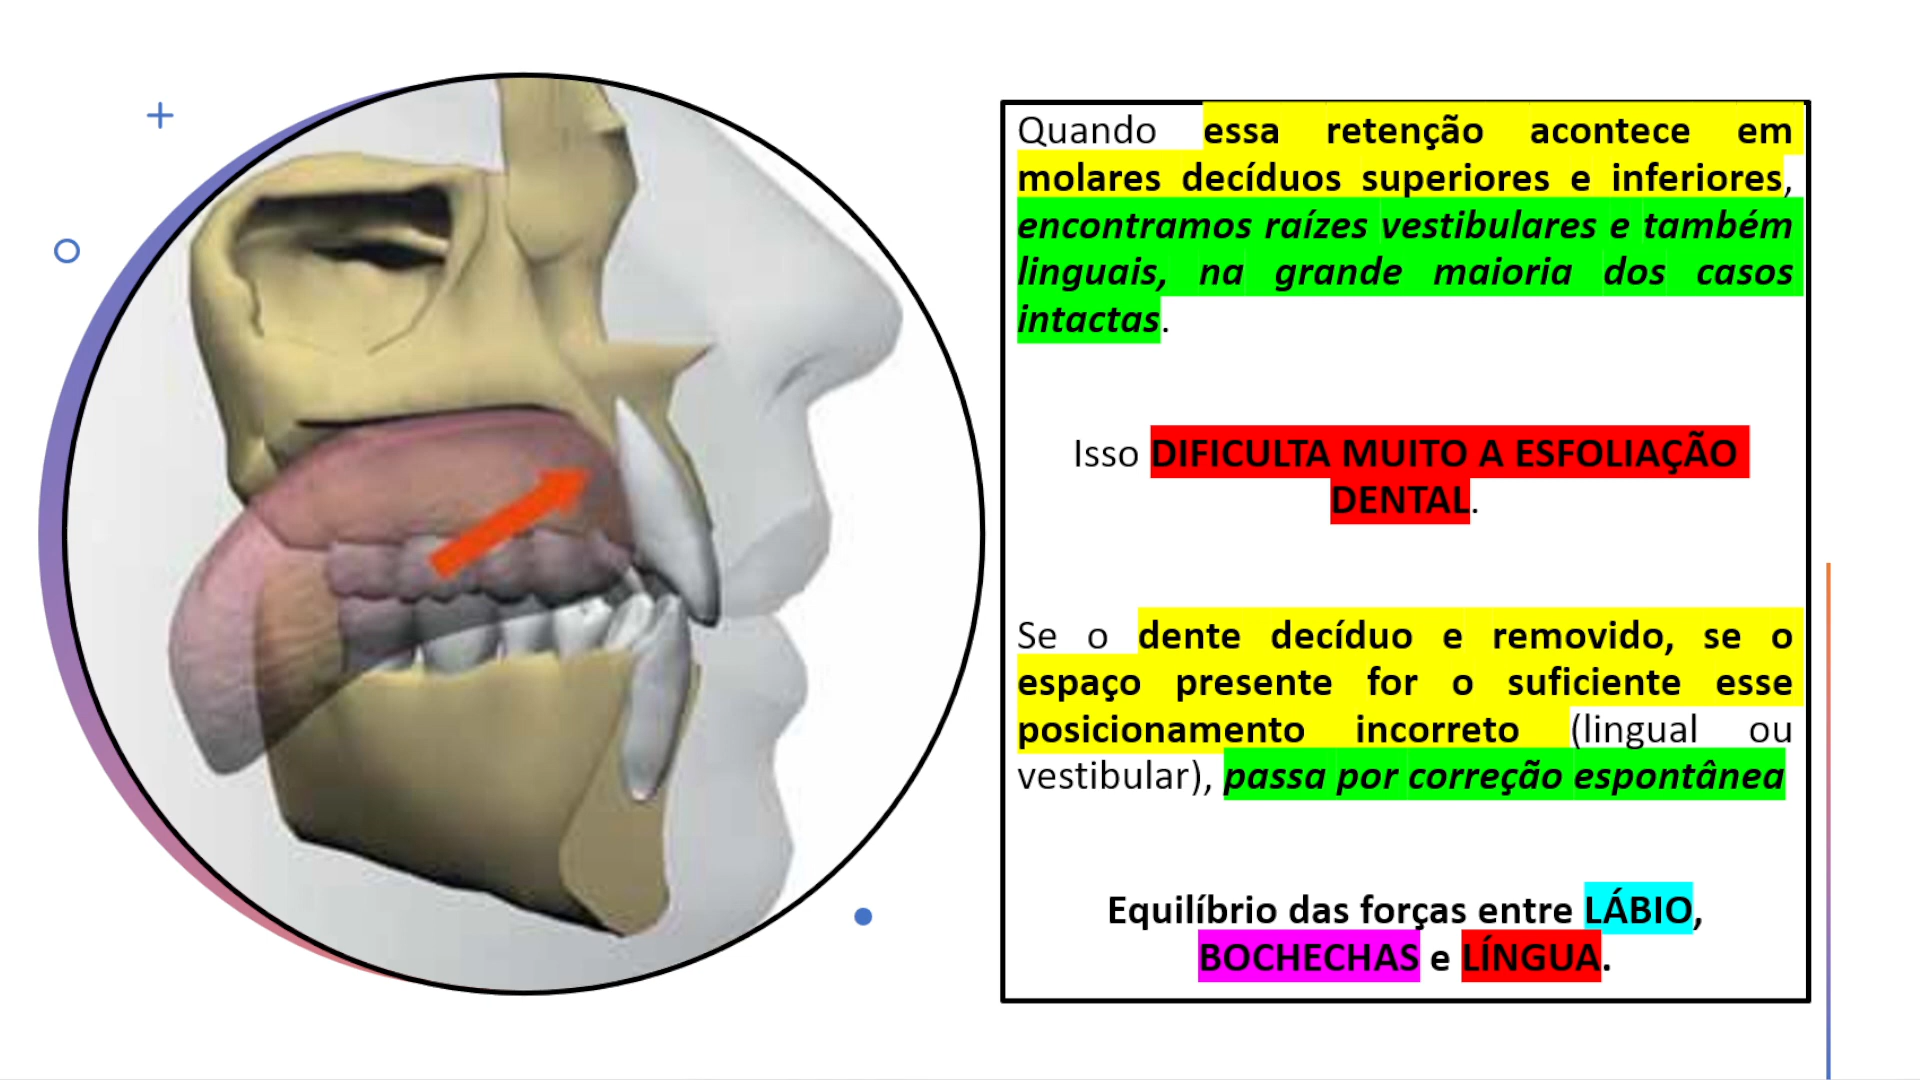 Quando essa retenção acontece em
molares decíduos superiores e inferiores,
encontramos raízes vestibulares e também
linguais, na grande maioria dos casos
intactas.
Isso DIFICULTA MUITO A ESFOLIAÇÃO
DENTAL.
Se o dente decíduo e removido, se o
espaço presente for o suficiente esse
posicionamento incorreto (lingual ou
vestibular), passa por correção espontânea
Equilíbrio das forças entre LÁBIO,
BOCHECHAS e LÍNGUA.